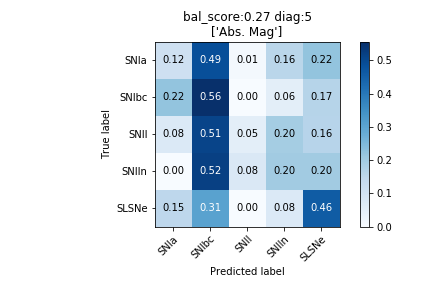 bal_score:0.27 diag:5
['Abs. Mag']
True label
SNIa 0.12 0.49 0.01 0.16 0.22
SNIbc 0.22 0.56 0.00 0.06 0.17
SNII 0.08 0.51 0.05 0.20 0.16
SNIIn 0.00 0.52 0.08 0.20 0.20
SLSNe 0.15 0.31 0.00 0.08 0.46
SNIa SNIbc SNII SNIIn SLSNe
Predicted label
0.5
0.4
0.3
0.2
0.1
0.0